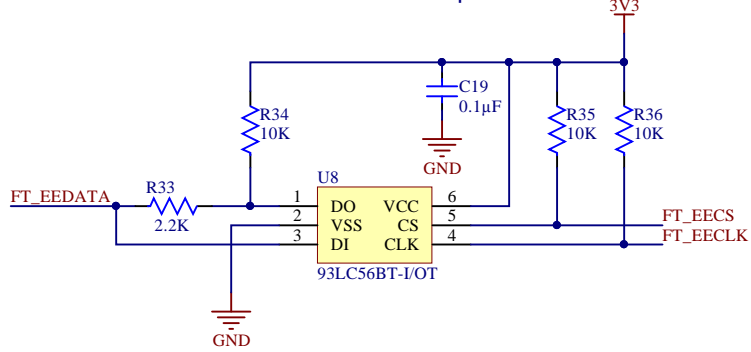 3V3
C19
0.1µF
GND
R34
10K
R35
10K
R36
10K
U8
FT_EEDATA
R33
2.2K
1
DO
VCC
6
2
VSS
CS
5
3
DI
CLK
4
FT_EECS
FT_EECLK
93LC56BT-I/OT
GND